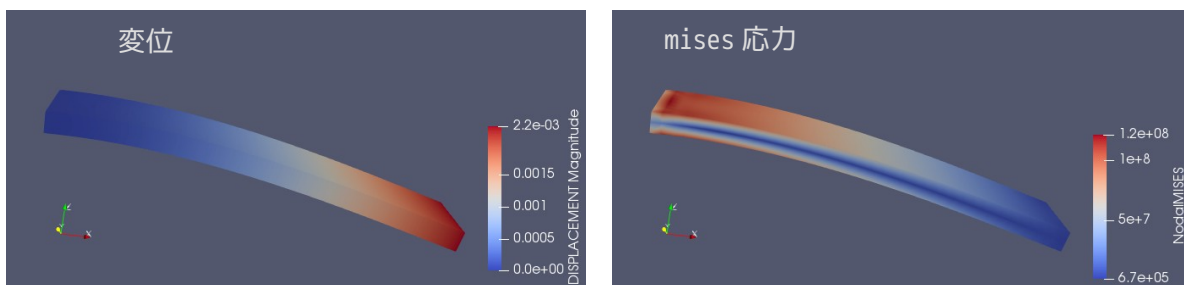 変位
2.2e-03
0.0015
0.001
0.0005
0.0e+00
DISPLACEMENT Magnitude
X
mises 応力
1.2e+08
1e+8
5e+7
6.7e+05
NodalMISES
X